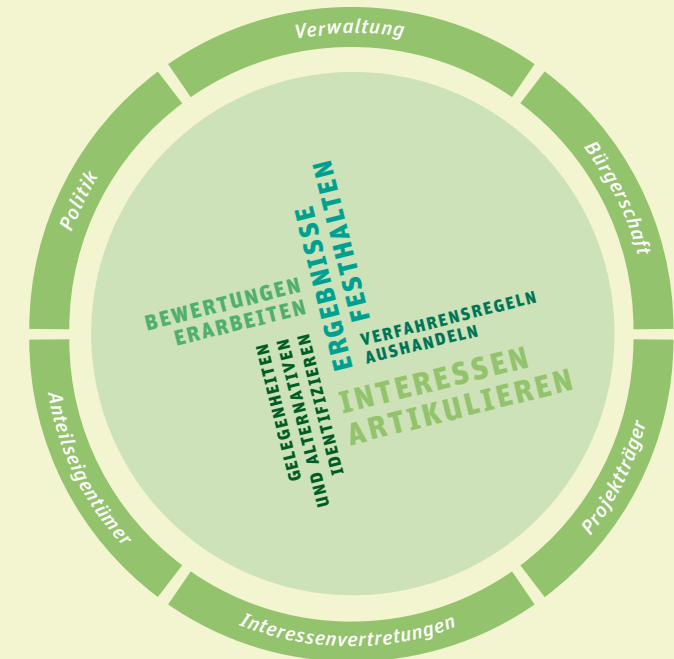 Verwaltung
Bürgerschaft
Projektträger
Interessenvertretungen
Anteilseigentümer
Politik
ERGEBNISSE
FESTHALTEN
BEWERTUNGEN
ERARBEITEN
VERFAHRENSREGELN
AUSHANDELN
INTERESSEN
ARTIKULIEREN
GELEGENHEITEN
UND ALTERNATIVEN
IDENTIFIZIEREN